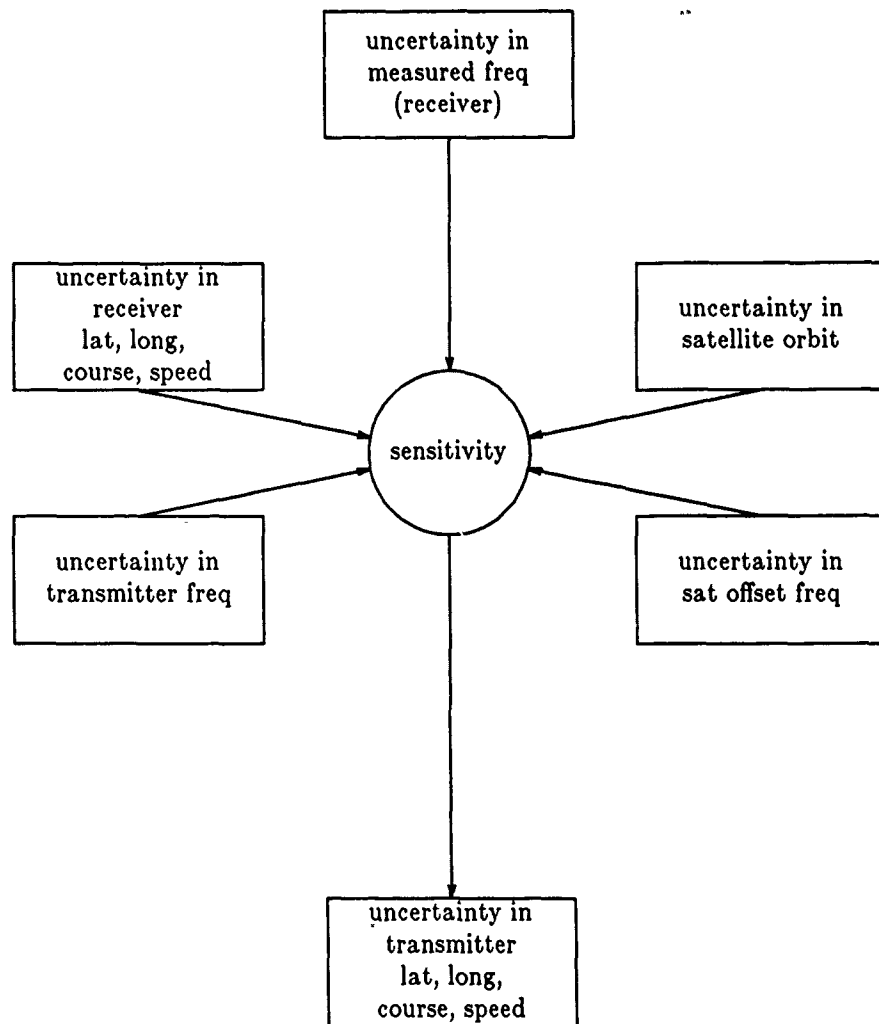 uncertainty in
measured freq
(receiver)
uncertainty in
receiver
lat, long,
course, speed
uncertainty in
satellite orbit
sensitivity
uncertainty in
transmitter freq
uncertainty in
sat offset freq
uncertainty in
transmitter
lat, long,
course, speed